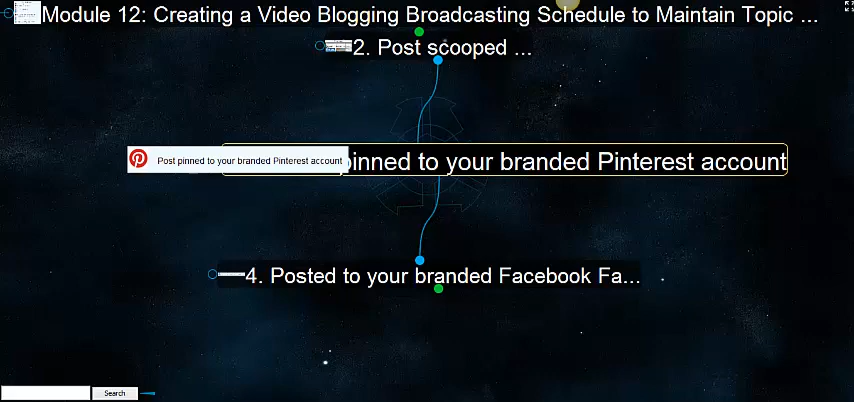 Module 12: Creating a Video Blogging Broadcasting Schedule to Maintain Topic ...
2. Post scooped ...
Post pinned to your branded Pinterest account
pinned to your branded Pinterest account
4. Posted to your branded Facebook Fa...
Search